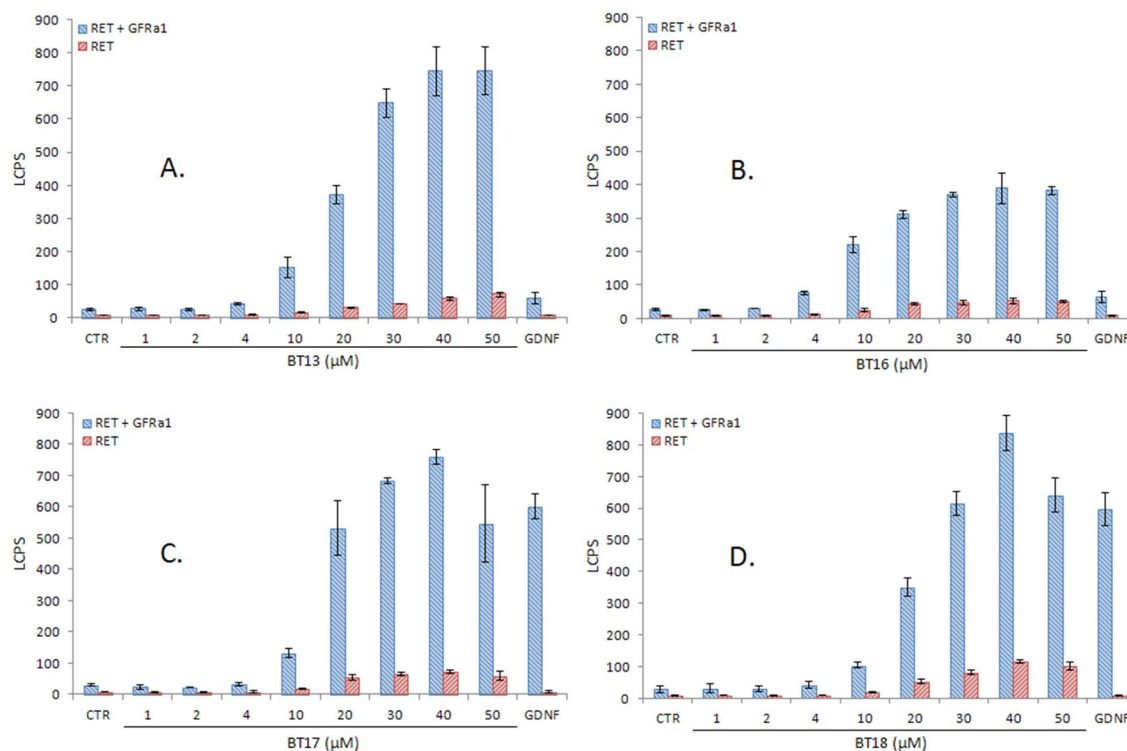 900
800
700
600
500
400
300
200
100
0
LCPS
RET + GFRa1
RET
A.
CTR 1 2 4 10 20 30 40 50 GDNF
BT13 (µM)
900
800
700
600
500
400
300
200
100
0
LCPS
RET + GFRa1
RET
B.
CTR 1 2 4 10 20 30 40 50 GDNF
BT16 (µM)
900
800
700
600
500
400
300
200
100
0
LCPS
RET + GFRa1
RET
C.
CTR 1 2 4 10 20 30 40 50 GDNF
BT17 (µM)
900
800
700
600
500
400
300
200
100
0
LCPS
RET + GFRa1
RET
D.
CTR 1 2 4 10 20 30 40 50 GDNF
BT18 (µM)